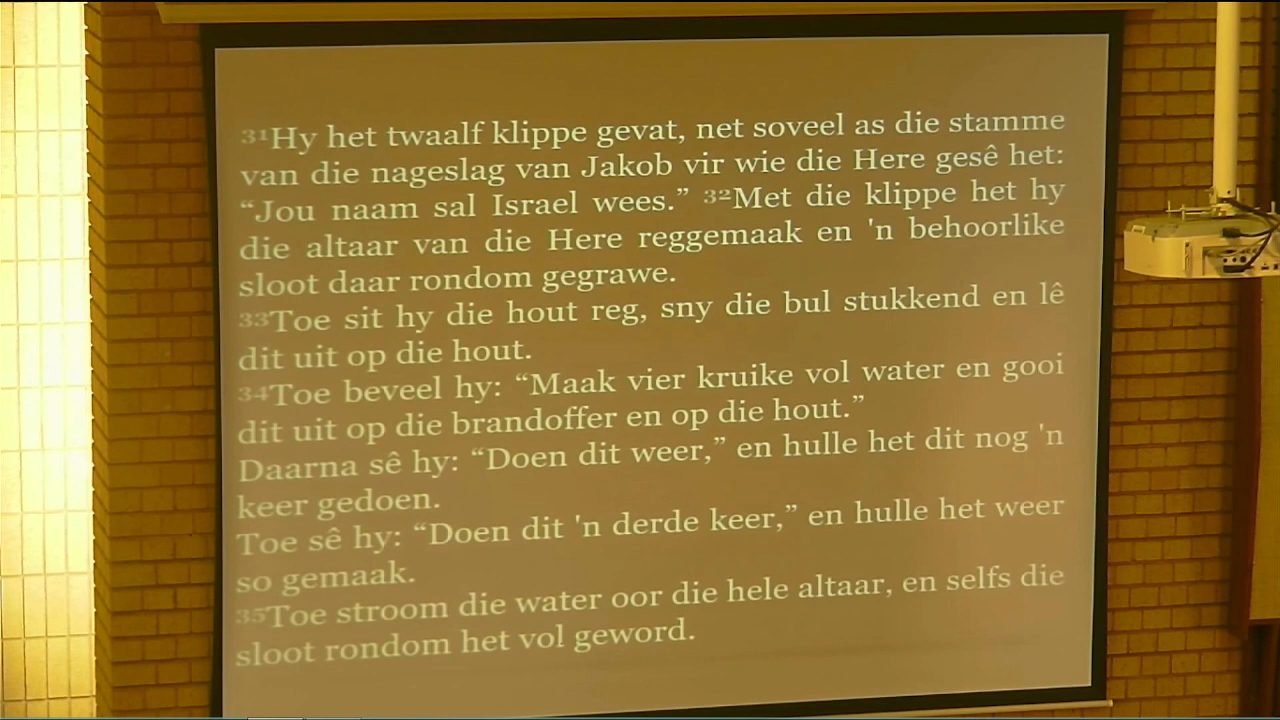 ³¹Hy het twaalf klippe gevat, net soveel as die stamme
van die nageslag van Jakob vir wie die Here gesê het:
“Jou naam sal Israel wees.” ³²Met die klippe het hy
die altaar van die Here reggemaak en 'n behoorlike
sloot daar rondom gegrawe.
³³Toe sit hy die hout reg, sny die bul stukkend en lê
dit uit op die hout.
³⁴Toe beveel hy: “Maak vier kruike vol water en gooi
dit uit op die brandoffer en op die hout.”
Daarna sê hy: “Doen dit weer,” en hulle het dit nog 'n
keer gedoen.
Toe sê hy: “Doen dit 'n derde keer,” en hulle het weer
so gemaak.
³⁵Toe stroom die water oor die hele altaar, en selfs die
sloot rondom het vol geword.